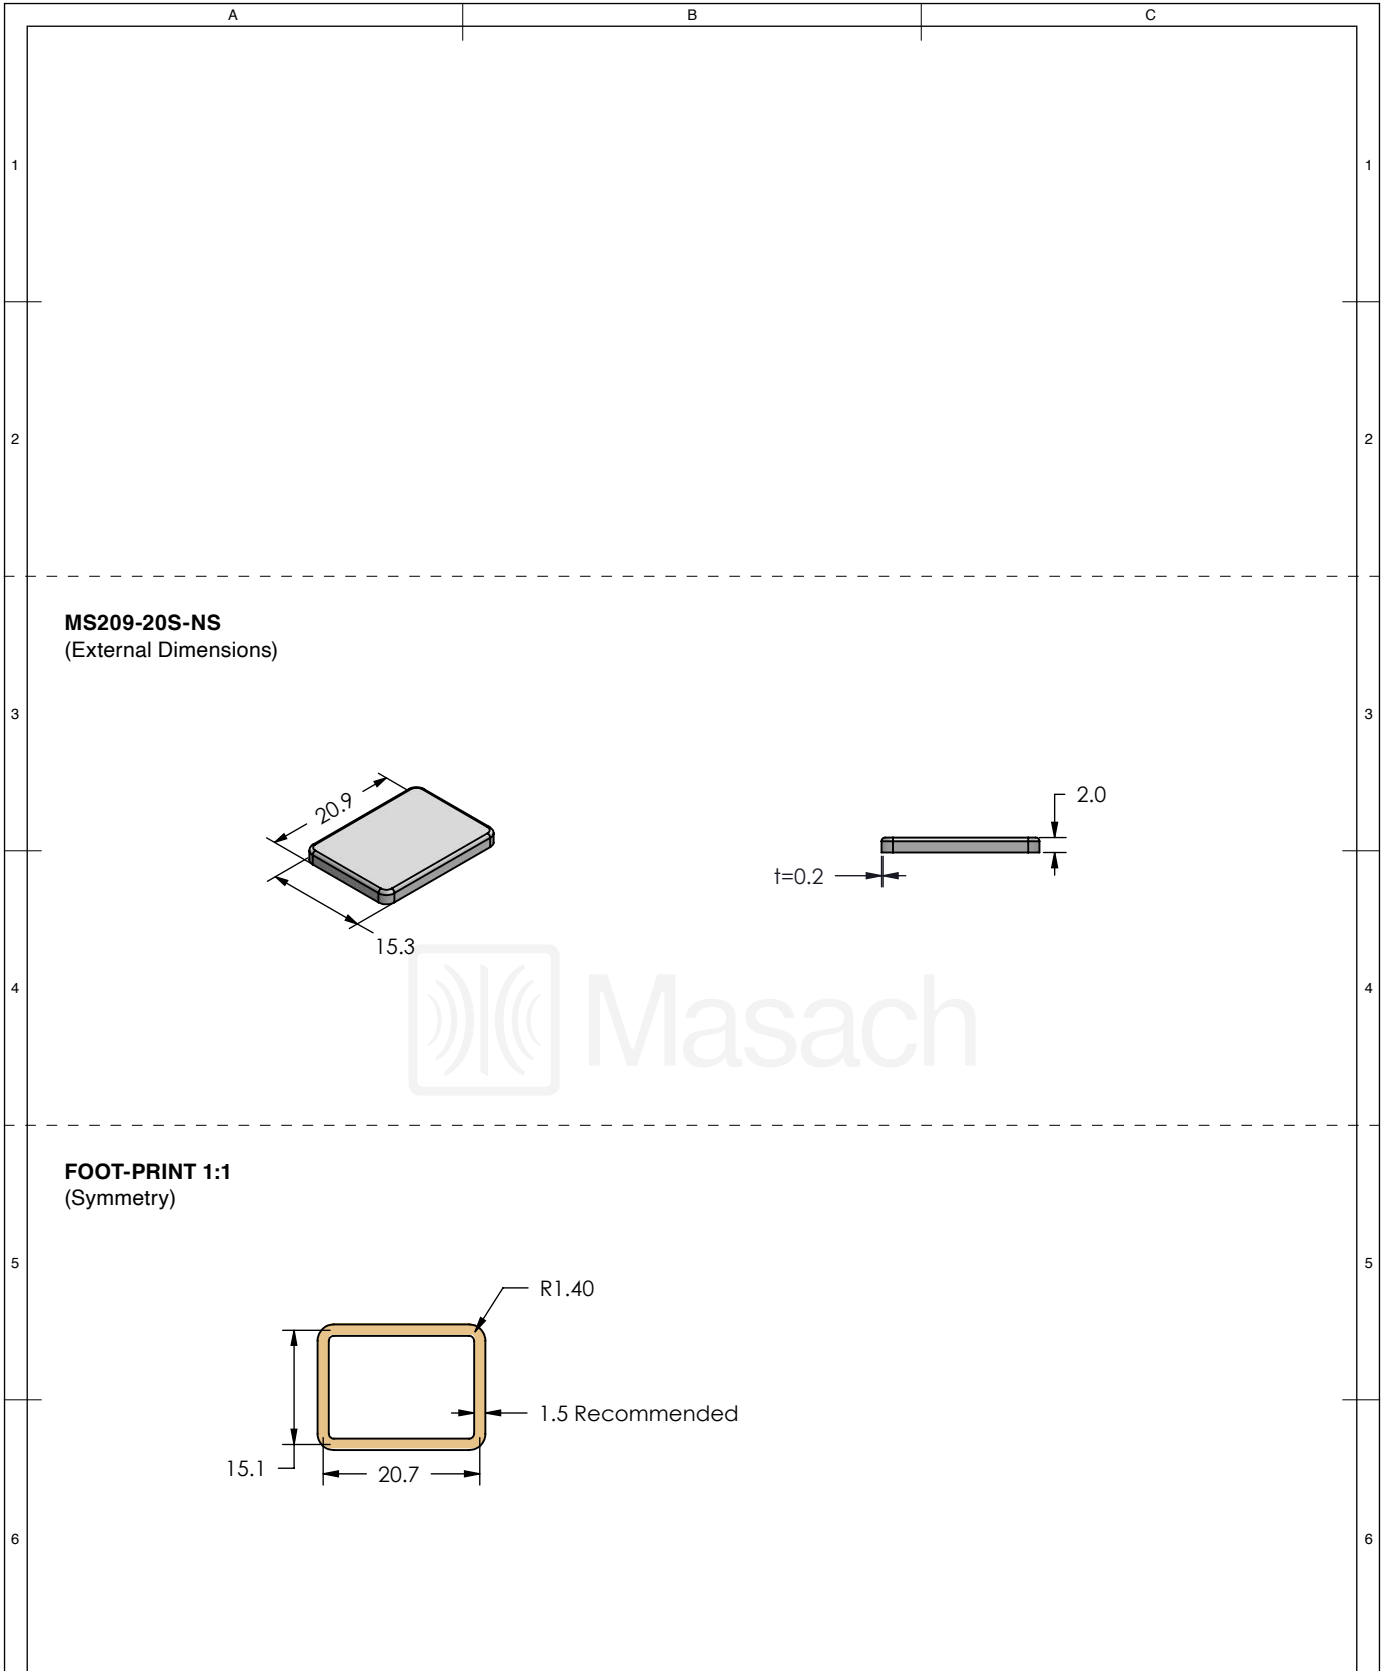 A B C
1 1
2 2
MS209-20S-NS
(External Dimensions)
3 3
20.9
2.0
t=0.2
15.3
Masach
4 4
FOOT-PRINT 1:1
(Symmetry)
5 5
R1.40
1.5 Recommended
15.1
20.7
6 6